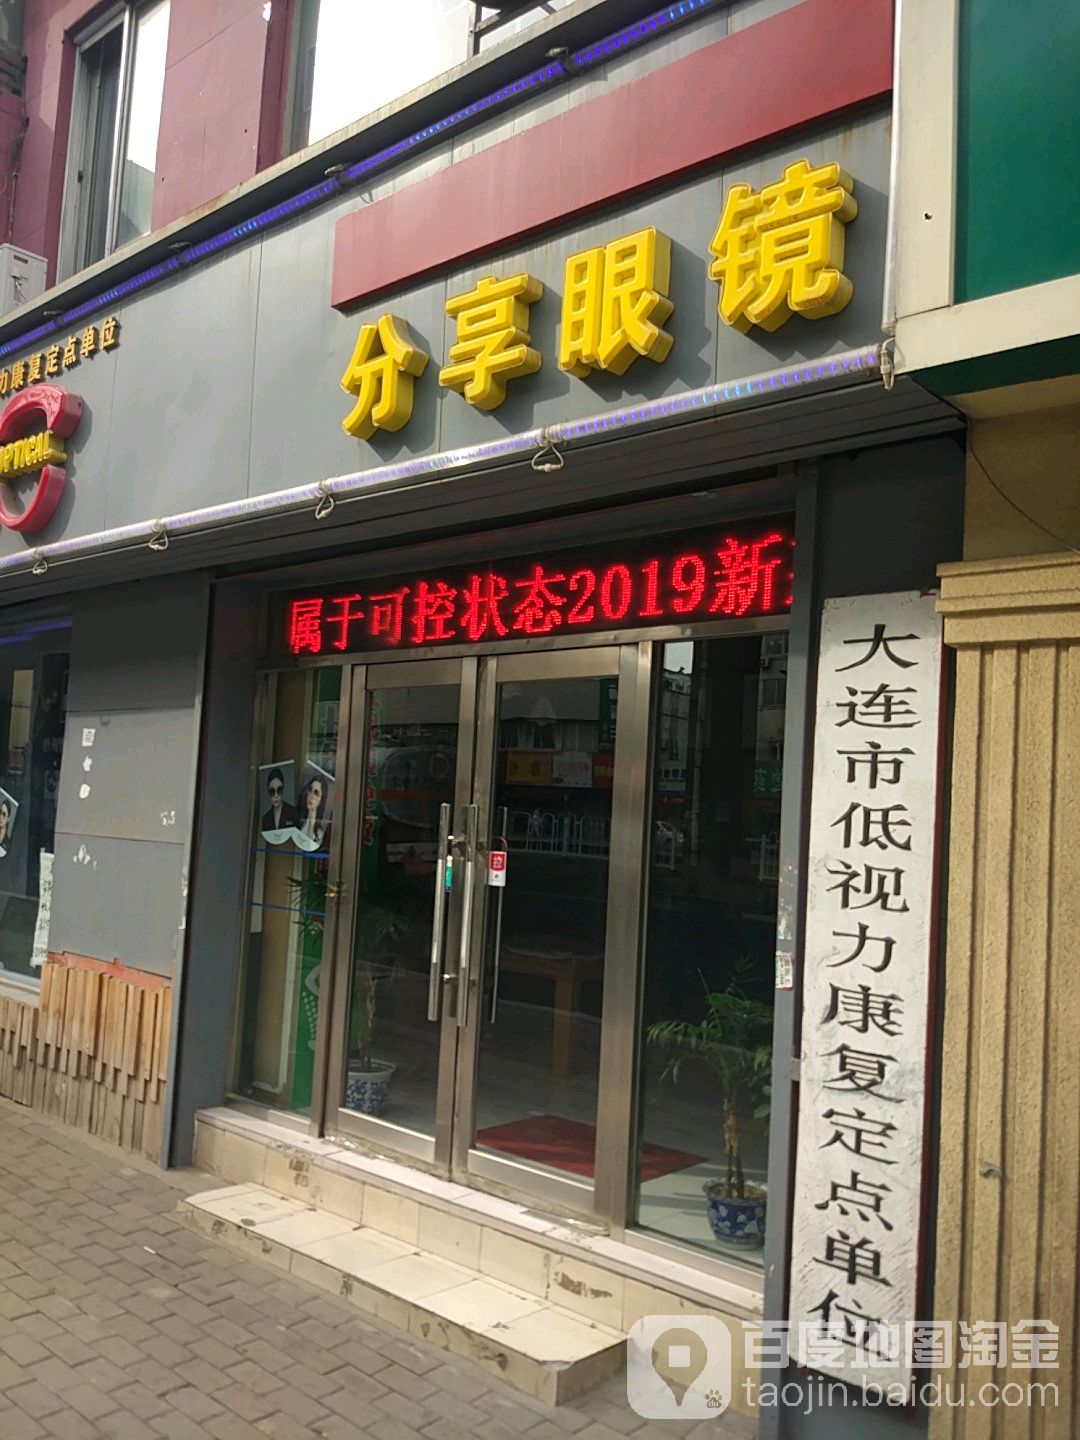 分享眼镜
力康复定点单位
OPTICAL
属于可控状态2019新
大连市低视力康复定点单位
拉
百度地图淘金
taojin.baidu.com